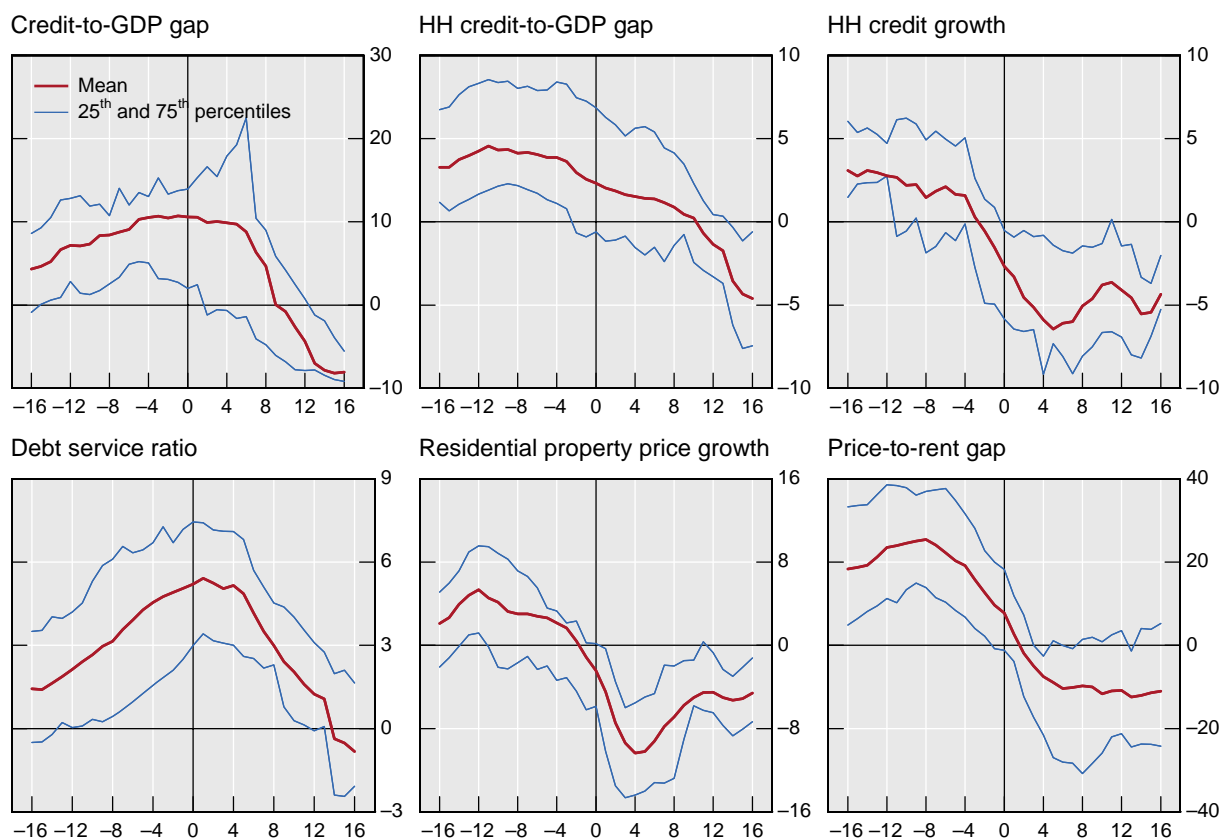 Credit-to-GDP gap
HH credit-to-GDP gap
HH credit growth
Mean
25th and 75th percentiles
30
20
10
0
–10
10
5
0
–5
–10
10
5
0
–5
–10
–16 –12 –8 –4 0 4 8 12 16
–16 –12 –8 –4 0 4 8 12 16
–16 –12 –8 –4 0 4 8 12 16
Debt service ratio
Residential property price growth
Price-to-rent gap
9
6
3
0
–3
16
8
0
–8
–16
40
20
0
–20
–40
–16 –12 –8 –4 0 4 8 12 16
–16 –12 –8 –4 0 4 8 12 16
–16 –12 –8 –4 0 4 8 12 16